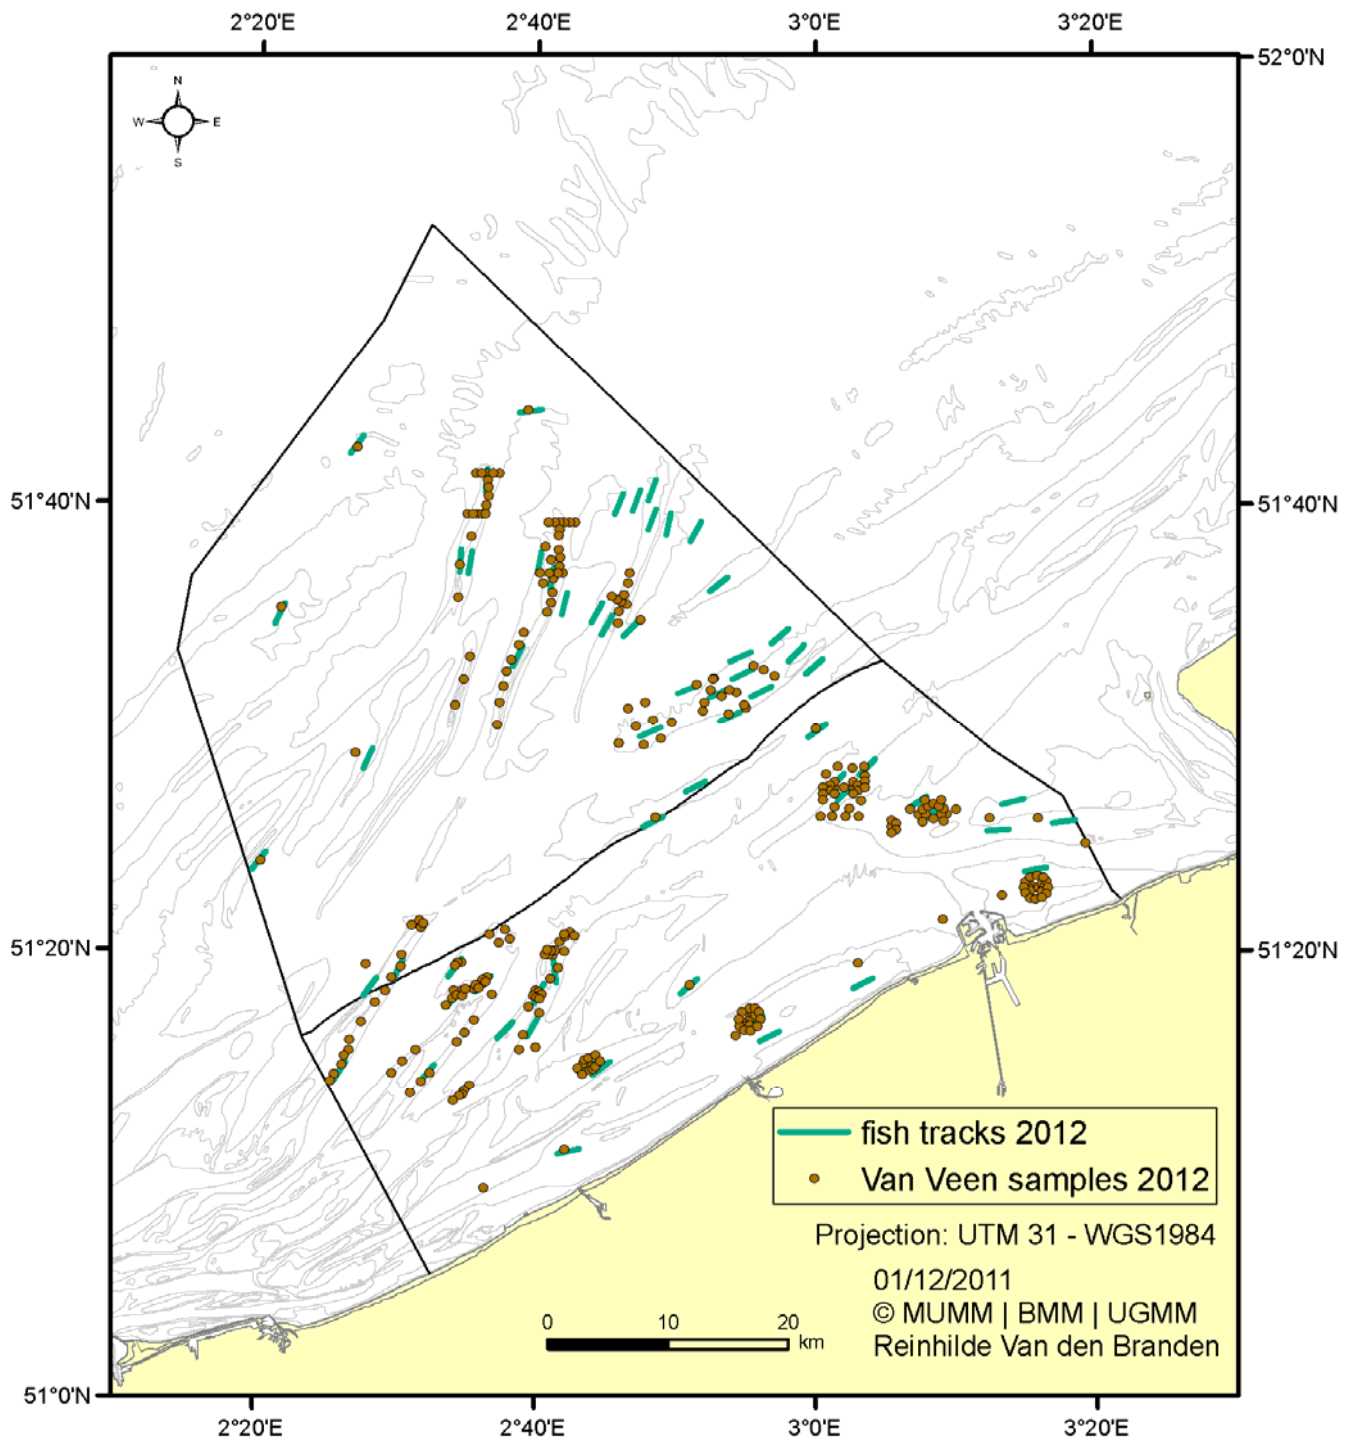 2°20'E 2°40'E 3°0'E 3°20'E
52°0'N
N
W E
S
51°40'N 51°40'N
51°20'N 51°20'N
fish tracks 2012
Van Veen samples 2012
Projection: UTM 31 - WGS1984
01/12/2011
© MUMM | BMM | UGMM
Reinhilde Van den Branden
0 10 20
km
51°0'N
2°20'E 2°40'E 3°0'E 3°20'E